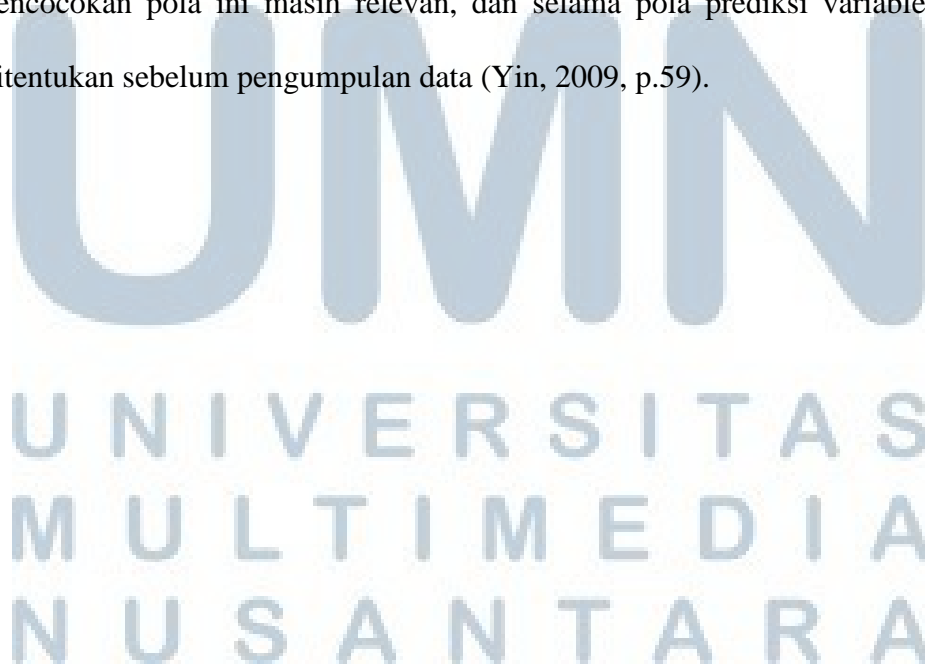 encocokan pola ini masih relevan, dan selama pola prediksi variable
itentukan sebelum pengumpulan data (Yin, 2009, p.59).
UMN
UNIVERSITAS
MULTIMEDIA
NUSANTARA